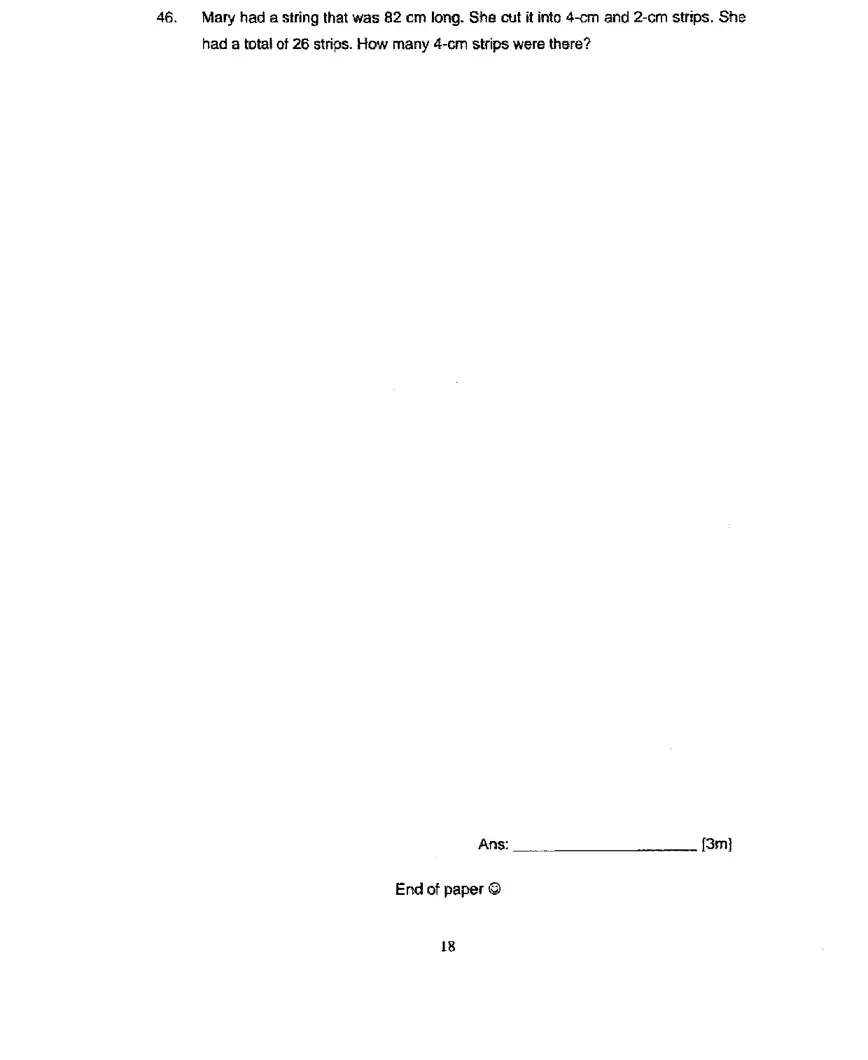 46. Mary had a string that was 82 cm long. She cut it into 4-cm and 2-cm strips. She
had a total of 26 strips. How many 4-cm strips were there?
Ans: ____________________ [3m]
End of paper ☺
18